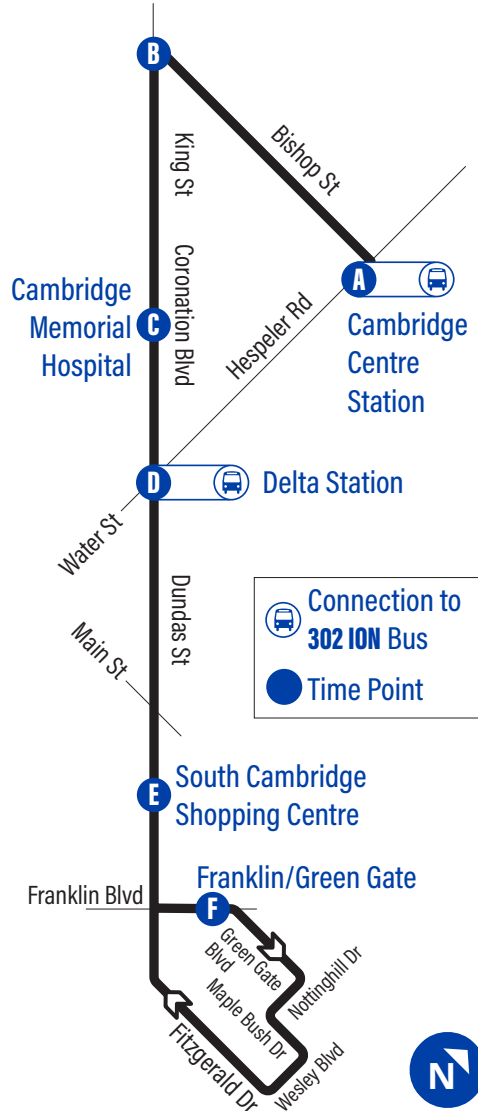 B
King St
Bishop St
A
Cambridge
Centre
Station
Coronation Blvd
Hespeler Rd
Cambridge
Memorial
Hospital
C
D
Delta Station
Water St
Dundas St
Main St
Connection to
302 ION Bus
Time Point
E
South Cambridge
Shopping Centre
Franklin Blvd
Franklin/Green Gate
F
Green Gate
Blvd
Nottinghill Dr
Maple Bush Dr
Wesley Blvd
Fitzgerald Dr
N